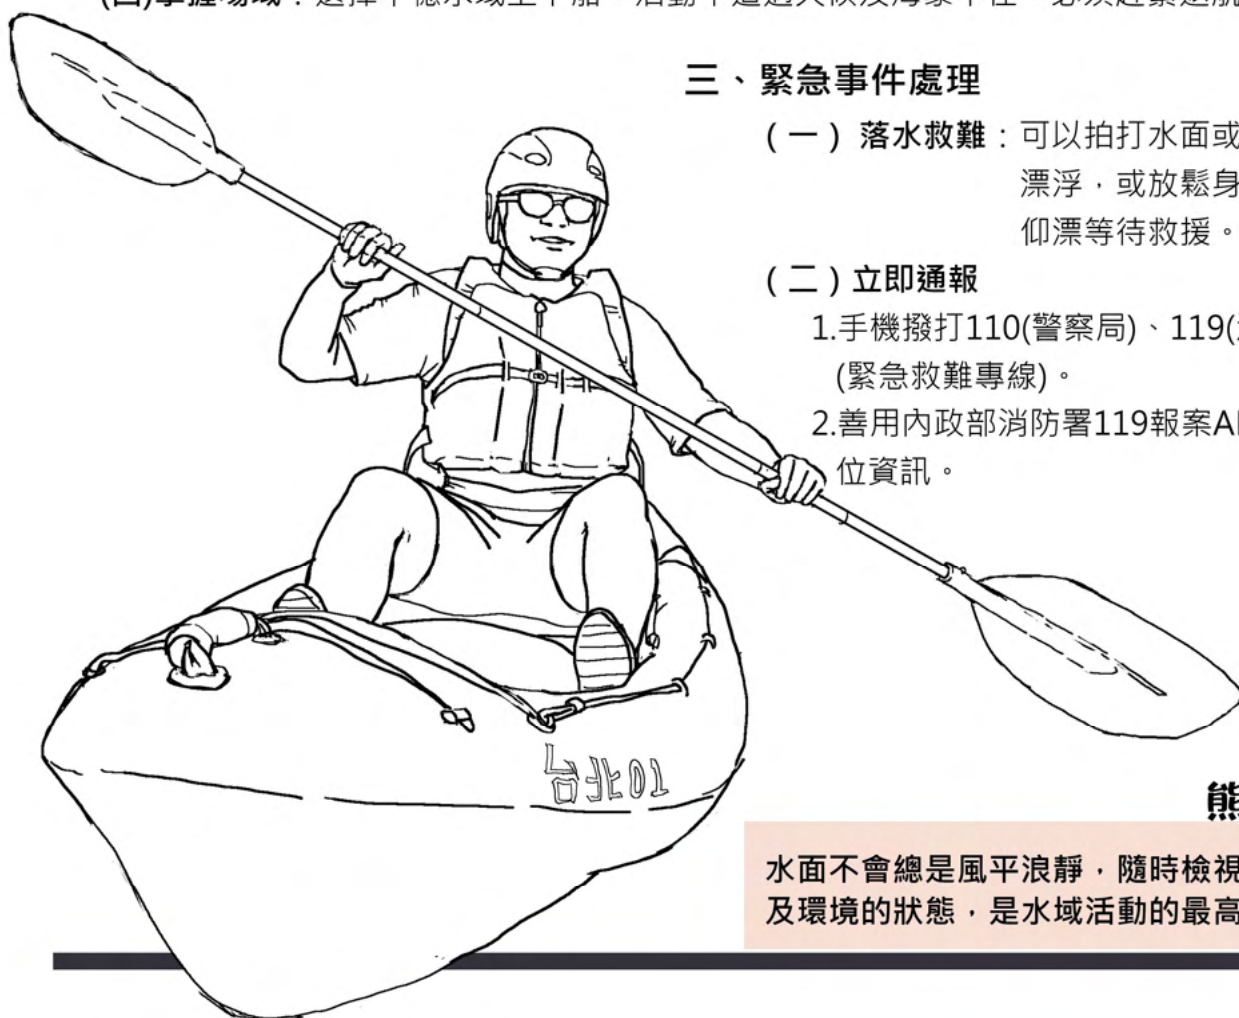 三、緊急事件處理
(一) 落水救難:可以拍打水面或
漂浮,或放鬆身
仰漂等待救援。
(二) 立即通報
1.手機撥打110(警察局)、119(
(緊急救難專線)。
2.善用內政部消防署119報案A
位資訊。
台北01
熊
水面不會總是風平浪靜,隨時檢視
及環境的狀態,是水域活動的最高